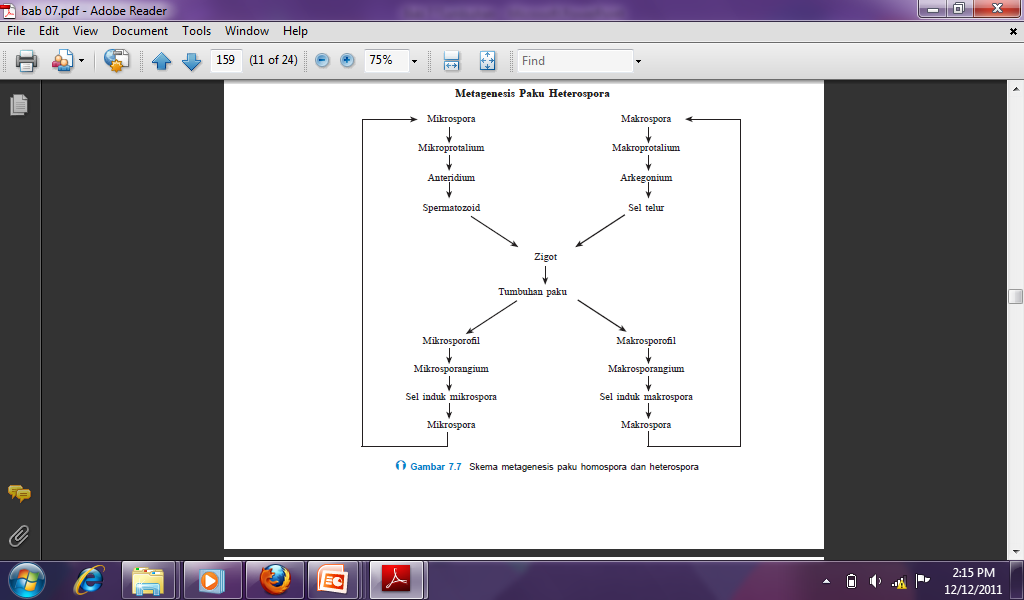 bab 07.pdf - Adobe Reader
File Edit View Document Tools Window Help
159 (11 of 24) 75% Find
Metagenesis Paku Heterospora
Mikrospora Makrospora
Mikroprotalium Makroprotalium
Anteridium Arkegonium
Spermatozoid Sel telur
Zigot
Tumbuhan paku
Mikrosporofil Makrosporofil
Mikrosporangium Makrosporangium
Sel induk mikrospora Sel induk makrospora
Mikrospora Makrospora
Gambar 7.7 Skema metagenesis paku homospora dan heterospora
2:15 PM
12/12/2011